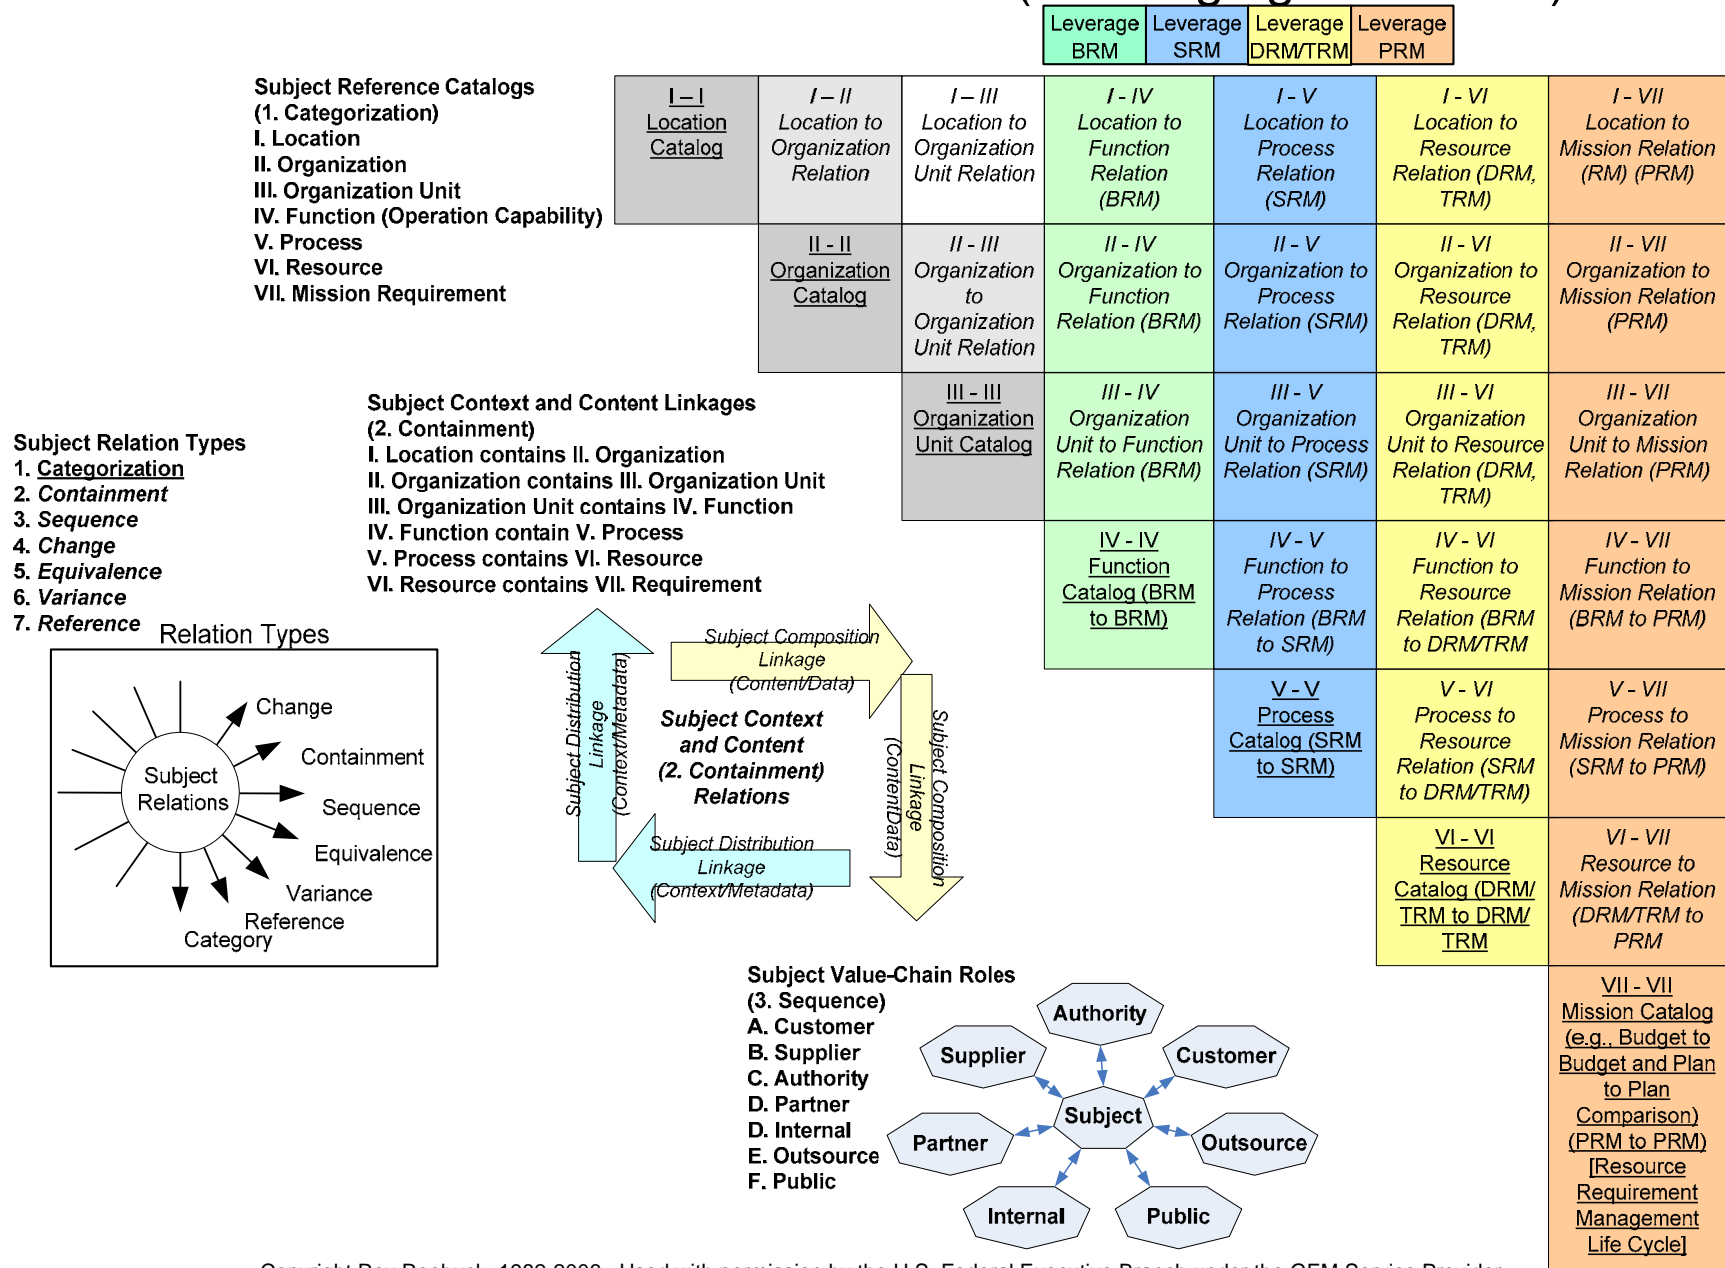 Leverage BRM
Leverage SRM
Leverage DRM/TRM
Leverage PRM
Subject Reference Catalogs
(1. Categorization)
I. Location
II. Organization
III. Organization Unit
IV. Function (Operation Capability)
V. Process
VI. Resource
VII. Mission Requirement
I – I
Location
Catalog
I – II
Location to
Organization
Relation
I – III
Location to
Organization
Unit Relation
I - IV
Location to
Function
Relation
(BRM)
I - V
Location to
Process
Relation
(SRM)
I - VI
Location to
Resource
Relation (DRM,
TRM)
I - VII
Location to
Mission Relation
(RM) (PRM)
II - II
Organization
Catalog
II - III
Organization
to
Organization
Unit Relation
II - IV
Organization to
Function
Relation (BRM)
II - V
Organization to
Process
Relation (SRM)
II - VI
Organization to
Resource
Relation (DRM,
TRM)
II - VII
Organization to
Mission Relation
(PRM)
III - III
Organization
Unit Catalog
III - IV
Organization
Unit to Function
Relation (BRM)
III - V
Organization
Unit to Process
Relation (SRM)
III - VI
Organization
Unit to Resource
Relation (DRM,
TRM)
III - VII
Organization
Unit to Mission
Relation (PRM)
IV - IV
Function
Catalog (BRM
to BRM)
IV - V
Function to
Process
Relation (BRM
to SRM)
IV - VI
Function to
Resource
Relation (BRM
to DRM/TRM
IV - VII
Function to
Mission Relation
(BRM to PRM)
V - V
Process
Catalog (SRM
to SRM)
V - VI
Process to
Resource
Relation (SRM
to DRM/TRM)
V - VII
Process to
Mission Relation
(SRM to PRM)
VI - VI
Resource
Catalog (DRM/
TRM to DRM/
TRM
VI - VII
Resource to
Mission Relation
(DRM/TRM to
PRM
VII - VII
Mission Catalog
(e.g., Budget to
Budget and Plan
to Plan
Comparison)
(PRM to PRM)
[Resource
Requirement
Management
Life Cycle]
Subject Context and Content Linkages
(2. Containment)
I. Location contains II. Organization
II. Organization contains III. Organization Unit
III. Organization Unit contains IV. Function
IV. Function contain V. Process
V. Process contains VI. Resource
VI. Resource contains VII. Requirement
Subject Relation Types
1. Categorization
2. Containment
3. Sequence
4. Change
5. Equivalence
6. Variance
7. Reference
Relation Types
Subject
Relations
Change
Containment
Sequence
Equivalence
Variance
Reference
Category
Subject Composition
Linkage
(Content/Data)
Subject Distribution
Linkage
(Context/Metadata)
Subject Context
and Content
(2. Containment)
Relations
Subject Composition
Linkage
(ContentData)
Subject Distribution
Linkage
(Context/Metadata)
Subject Value-Chain Roles
(3. Sequence)
A. Customer
B. Supplier
C. Authority
D. Partner
D. Internal
E. Outsource
F. Public
Authority
Supplier
Customer
Subject
Partner
Outsource
Internal
Public